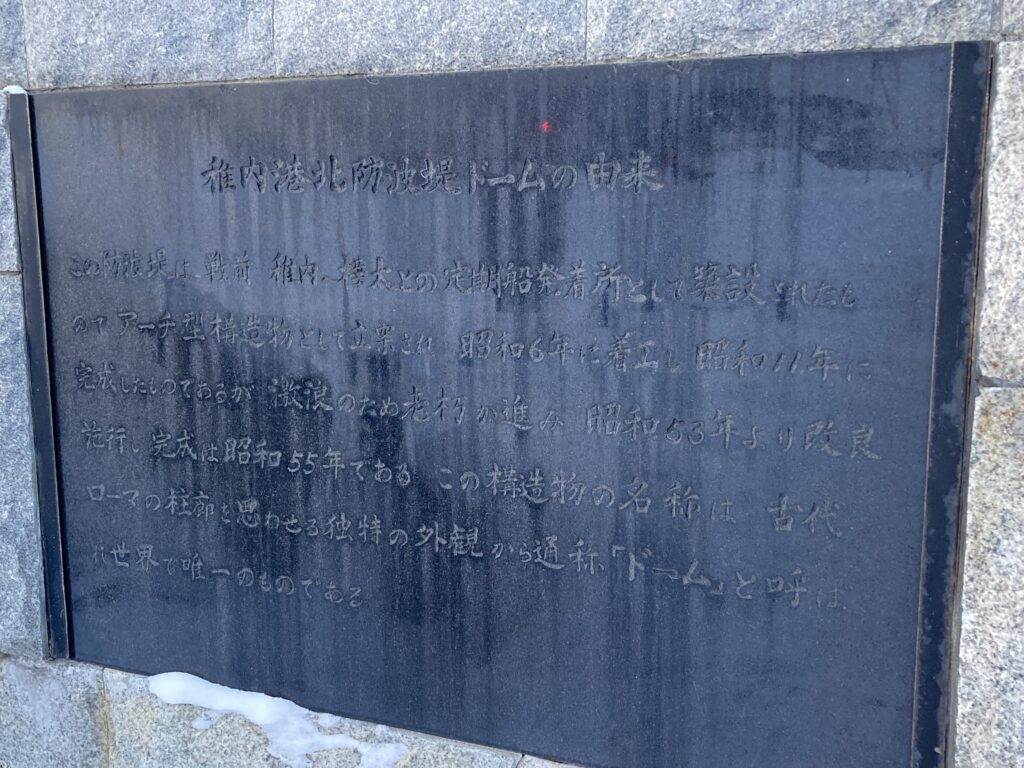 稚内港北防波堤ドームの由来
この防波堤は 戦前 稚内〜樺太との定期船発着所として築設されたも
ので アーチ型構造物として立案され 昭和6年に着工し 昭和11年に
完成したものであるが 激浪のため老朽が進み 昭和53年より改良
施行し 完成は昭和55年である この構造物の名称は 古代
ローマの柱廊を思わせる独特の外観から通称「ドーム」と呼ば
れ世界で唯一のものである